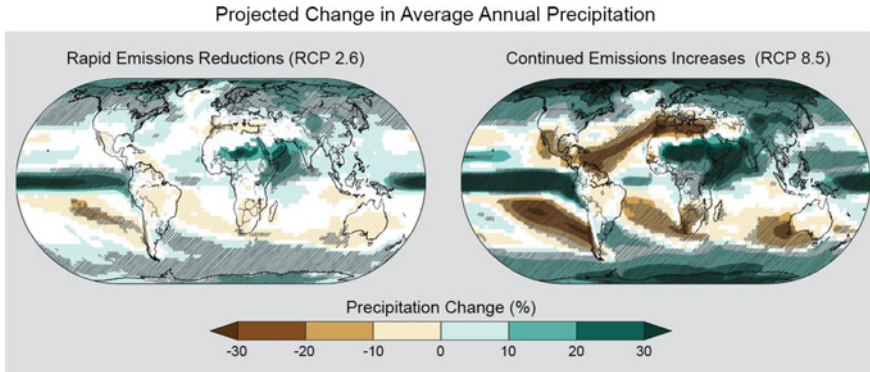 Projected Change in Average Annual Precipitation
Rapid Emissions Reductions (RCP 2.6)
Continued Emissions Increases (RCP 8.5)
Precipitation Change (%)
-30 -20 -10 0 10 20 30